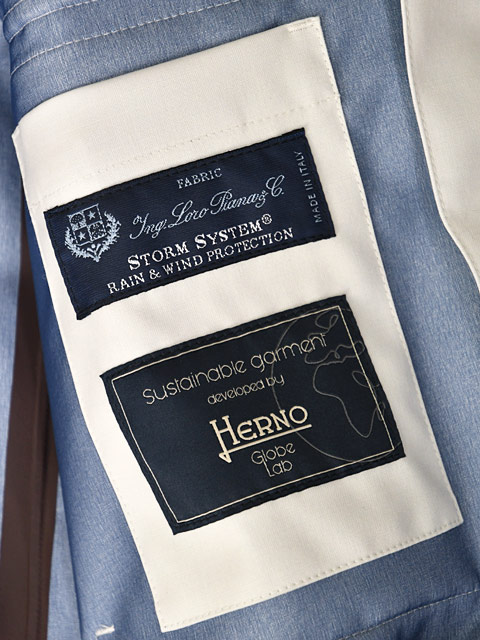 FABRIC
Ing. Loro Piana & C.
STORM SYSTEM®
RAIN & WIND PROTECTION
MADE IN ITALY
Sustainable garment
developed by
HERNO
Globe
Lab